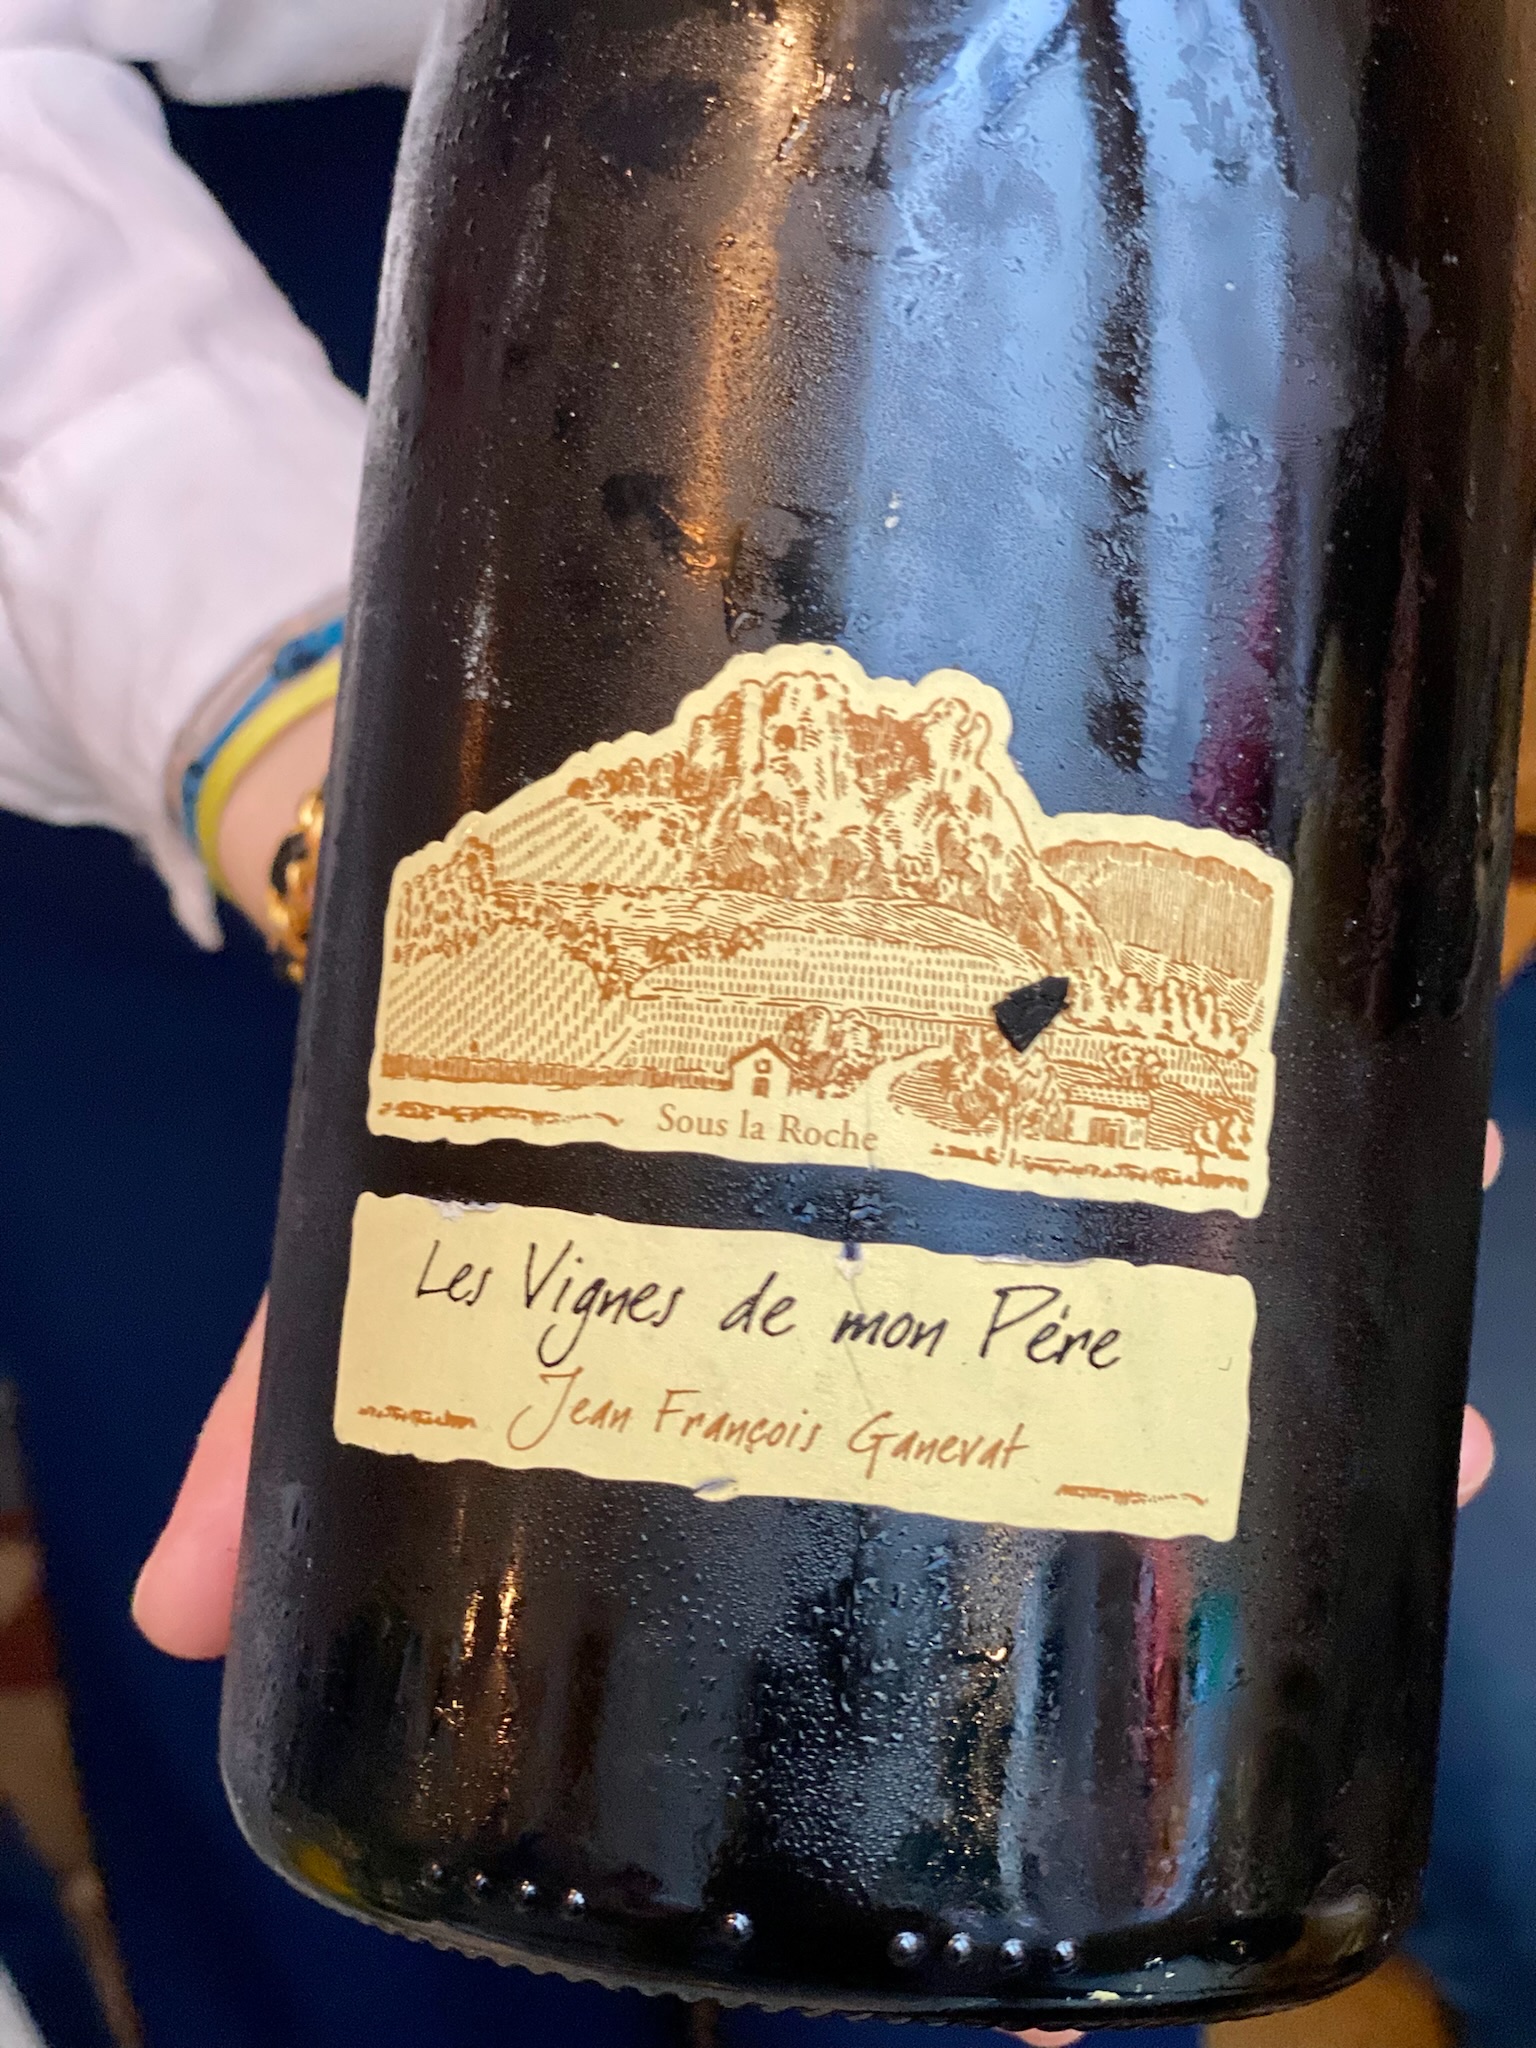 Sous la Roche
Les Vignes de mon Père
Jean François Ganevat